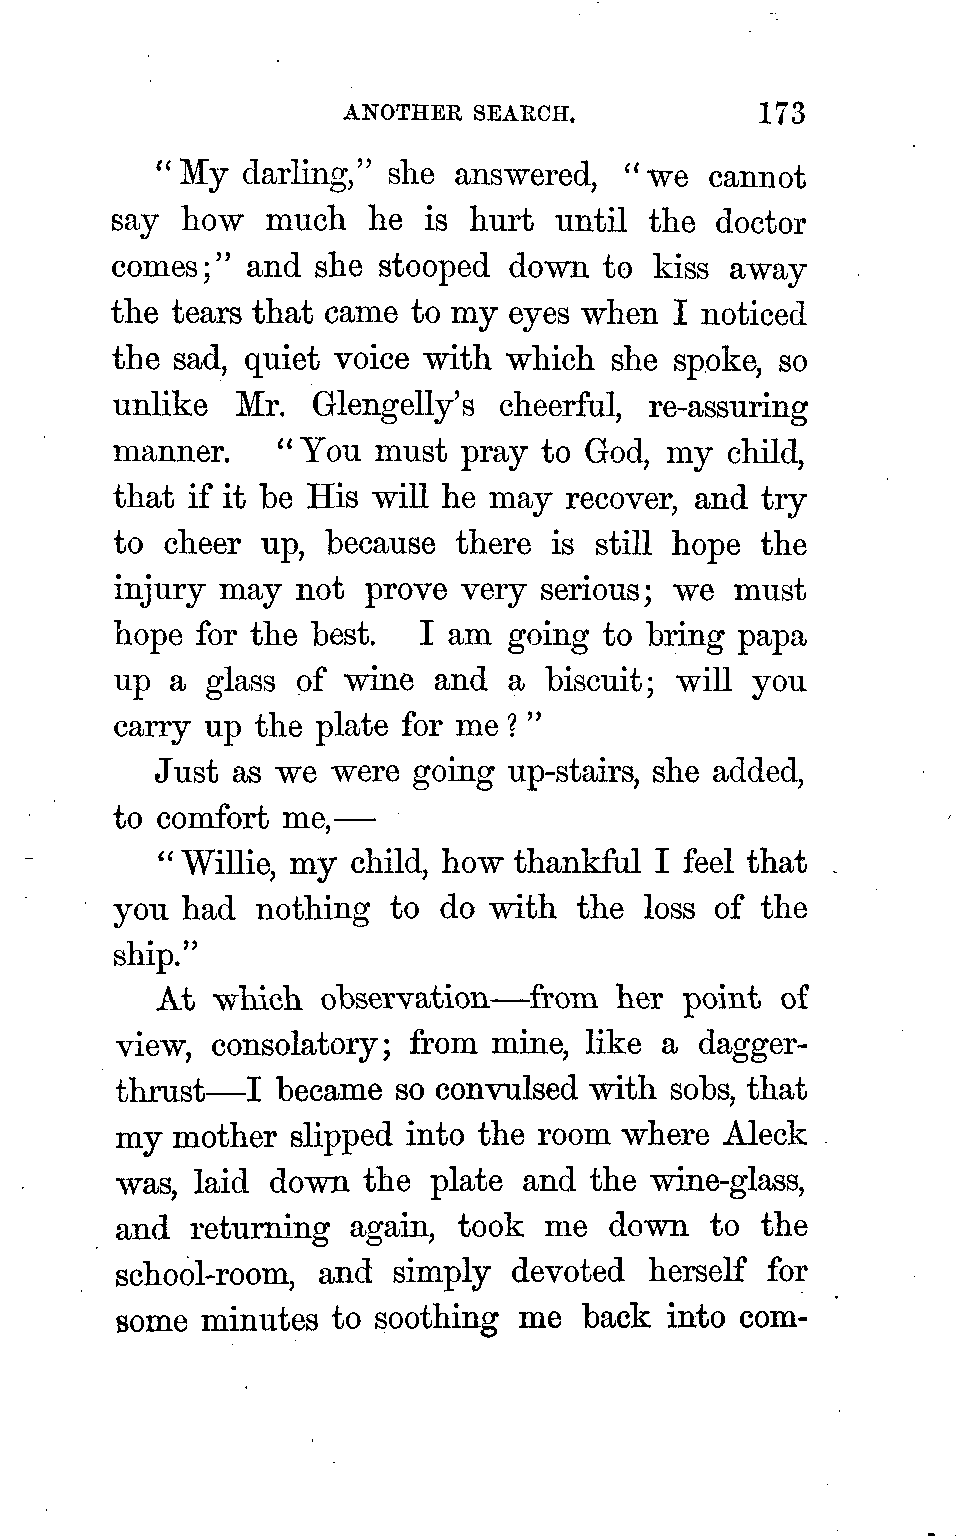 ANOTHER SEARCH. 173
"My darling," she answered, "we cannot
say how much he is hurt until the doctor
comes;" and she stooped down to kiss away
the tears that came to my eyes when I noticed
the sad, quiet voice with which she spoke, so
unlike Mr. Glengelly's cheerful, re-assuring
manner. "You must pray to God, my child,
that if it be His will he may recover, and try
to cheer up, because there is still hope the
injury may not prove very serious; we must
hope for the best. I am going to bring papa
up a glass of wine and a biscuit; will you
carry up the plate for me?"
Just as we were going up-stairs, she added,
to comfort me,—
"Willie, my child, how thankful I feel that
you had nothing to do with the loss of the
ship."
At which observation—from her point of
view, consolatory; from mine, like a dagger-
thrust—I became so convulsed with sobs, that
my mother slipped into the room where Aleck
was, laid down the plate and the wine-glass,
and returning again, took me down to the
school-room, and simply devoted herself for
some minutes to soothing me back into com-